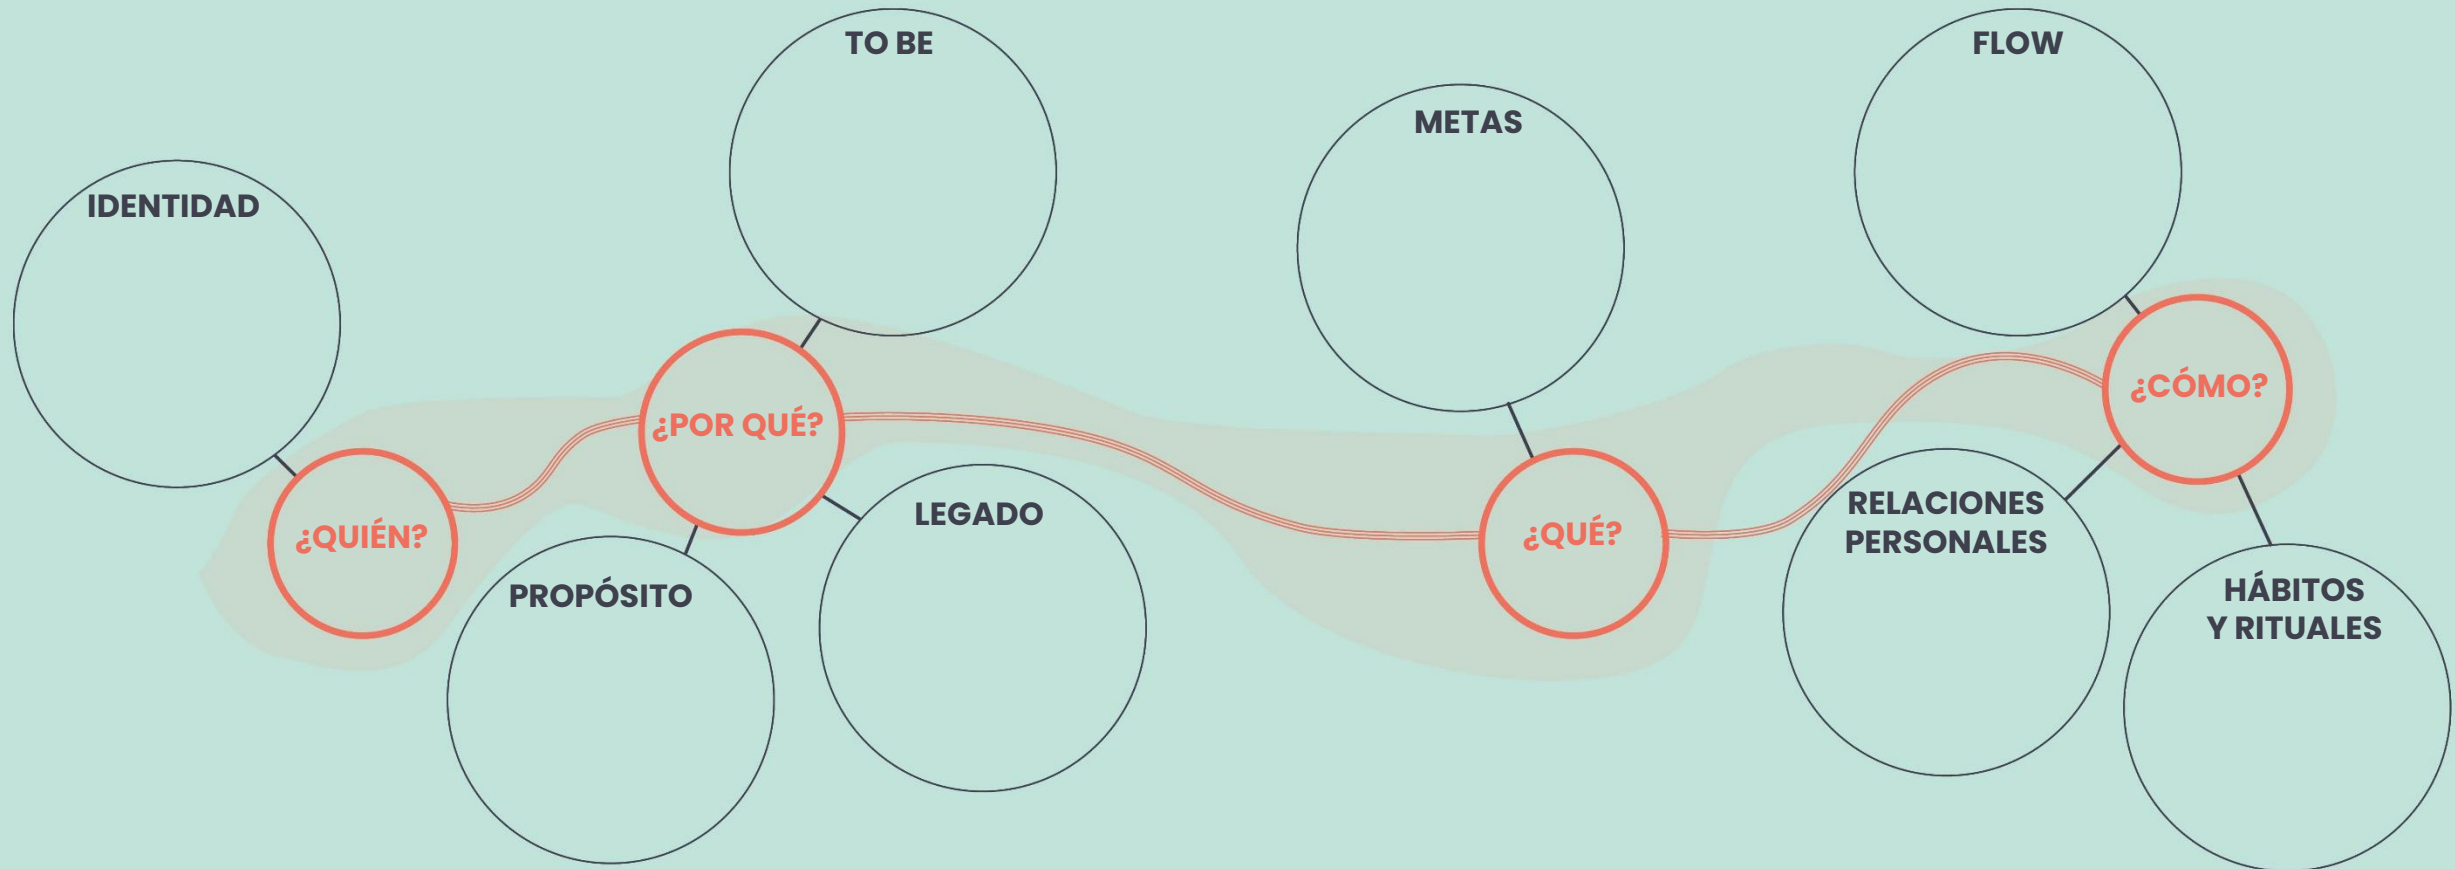 IDENTIDAD
¿QUIÉN?
TO BE
¿POR QUÉ?
PROPÓSITO
LEGADO
METAS
¿QUÉ?
FLOW
¿CÓMO?
RELACIONES
PERSONALES
HÁBITOS
Y RITUALES